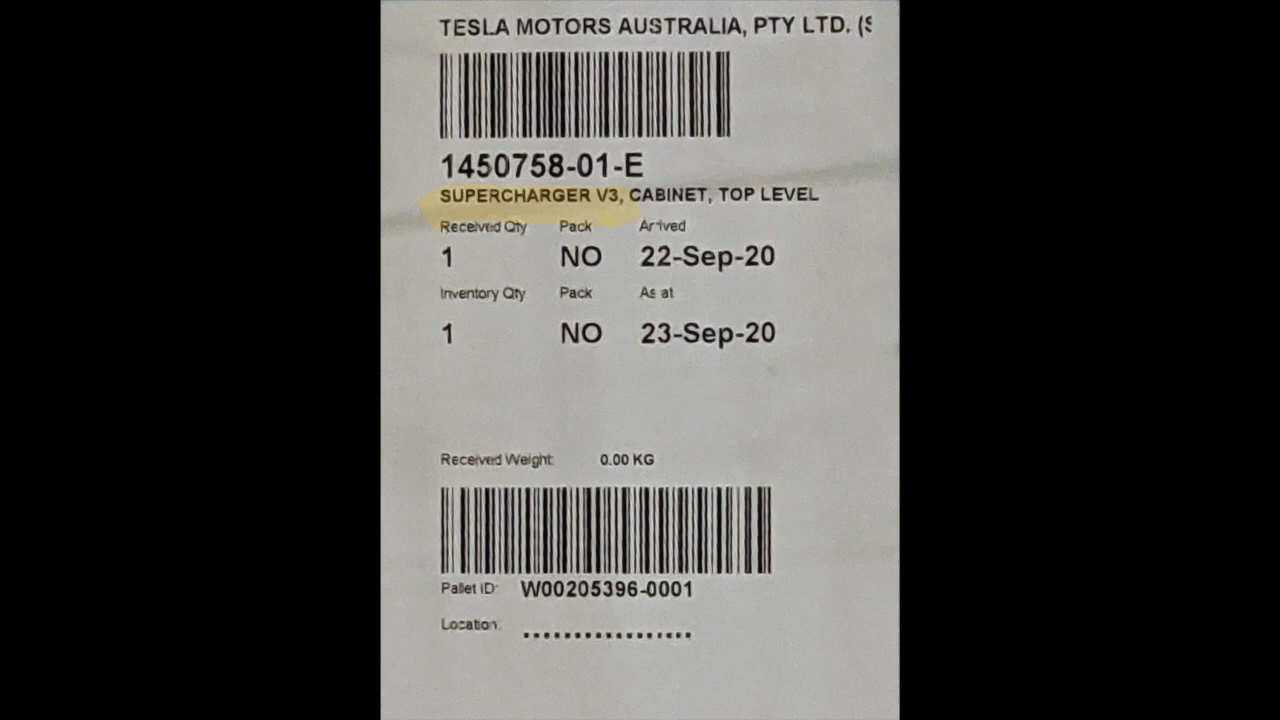 TESLA MOTORS AUSTRALIA, PTY LTD. (S
1450758-01-E
SUPERCHARGER V3, CABINET, TOP LEVEL
Received Qty Pack Arrived
1 NO 22-Sep-20
Inventory Qty Pack As at
1 NO 23-Sep-20
Received Weight: 0.00 KG
Pallet ID: W00205396-0001
Location: .................